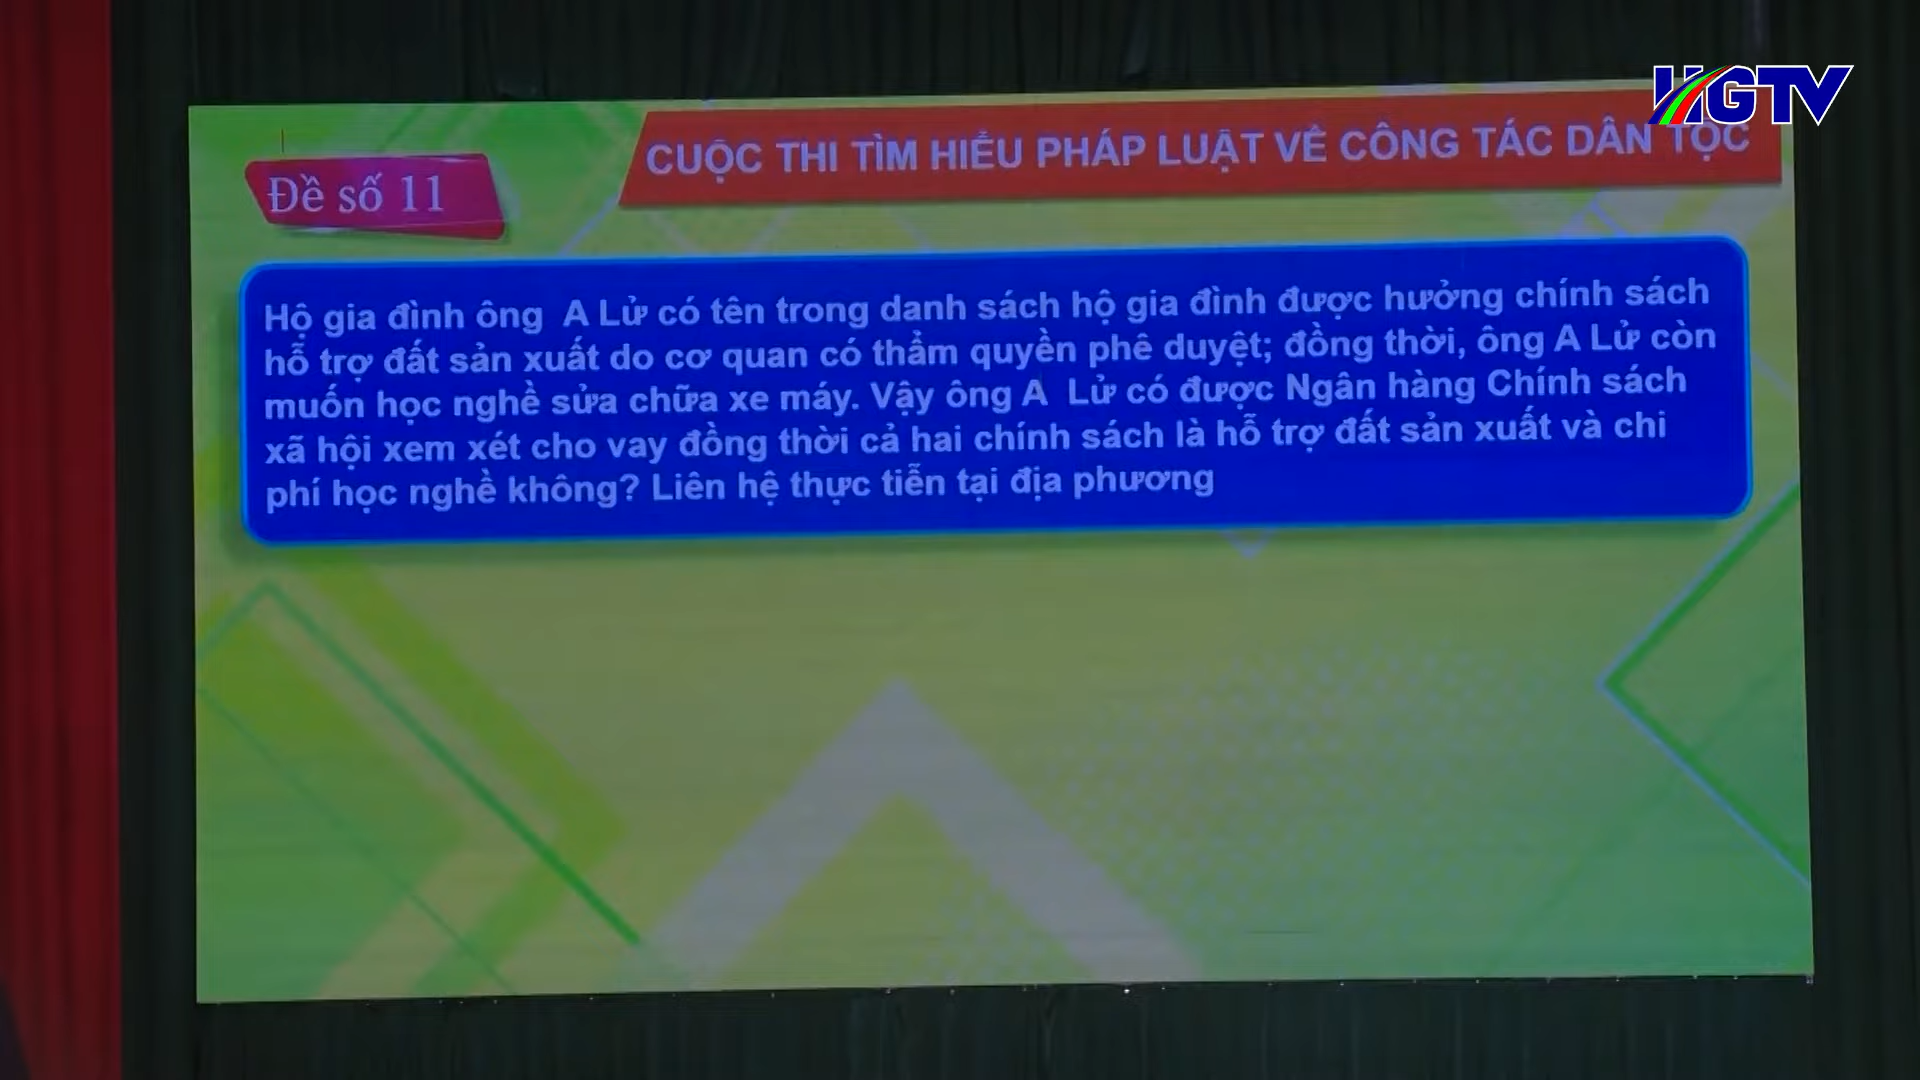 HGTV
CUỘC THI TÌM HIỂU PHÁP LUẬT VỀ CÔNG TÁC DÂN TỘC
Đề số 11
Hộ gia đình ông A Lử có tên trong danh sách hộ gia đình được hưởng chính sách
hỗ trợ đất sản xuất do cơ quan có thẩm quyền phê duyệt; đồng thời, ông A Lử còn
muốn học nghề sửa chữa xe máy. Vậy ông A Lử có được Ngân hàng Chính sách
xã hội xem xét cho vay đồng thời cả hai chính sách là hỗ trợ đất sản xuất và chi
phí học nghề không? Liên hệ thực tiễn tại địa phương